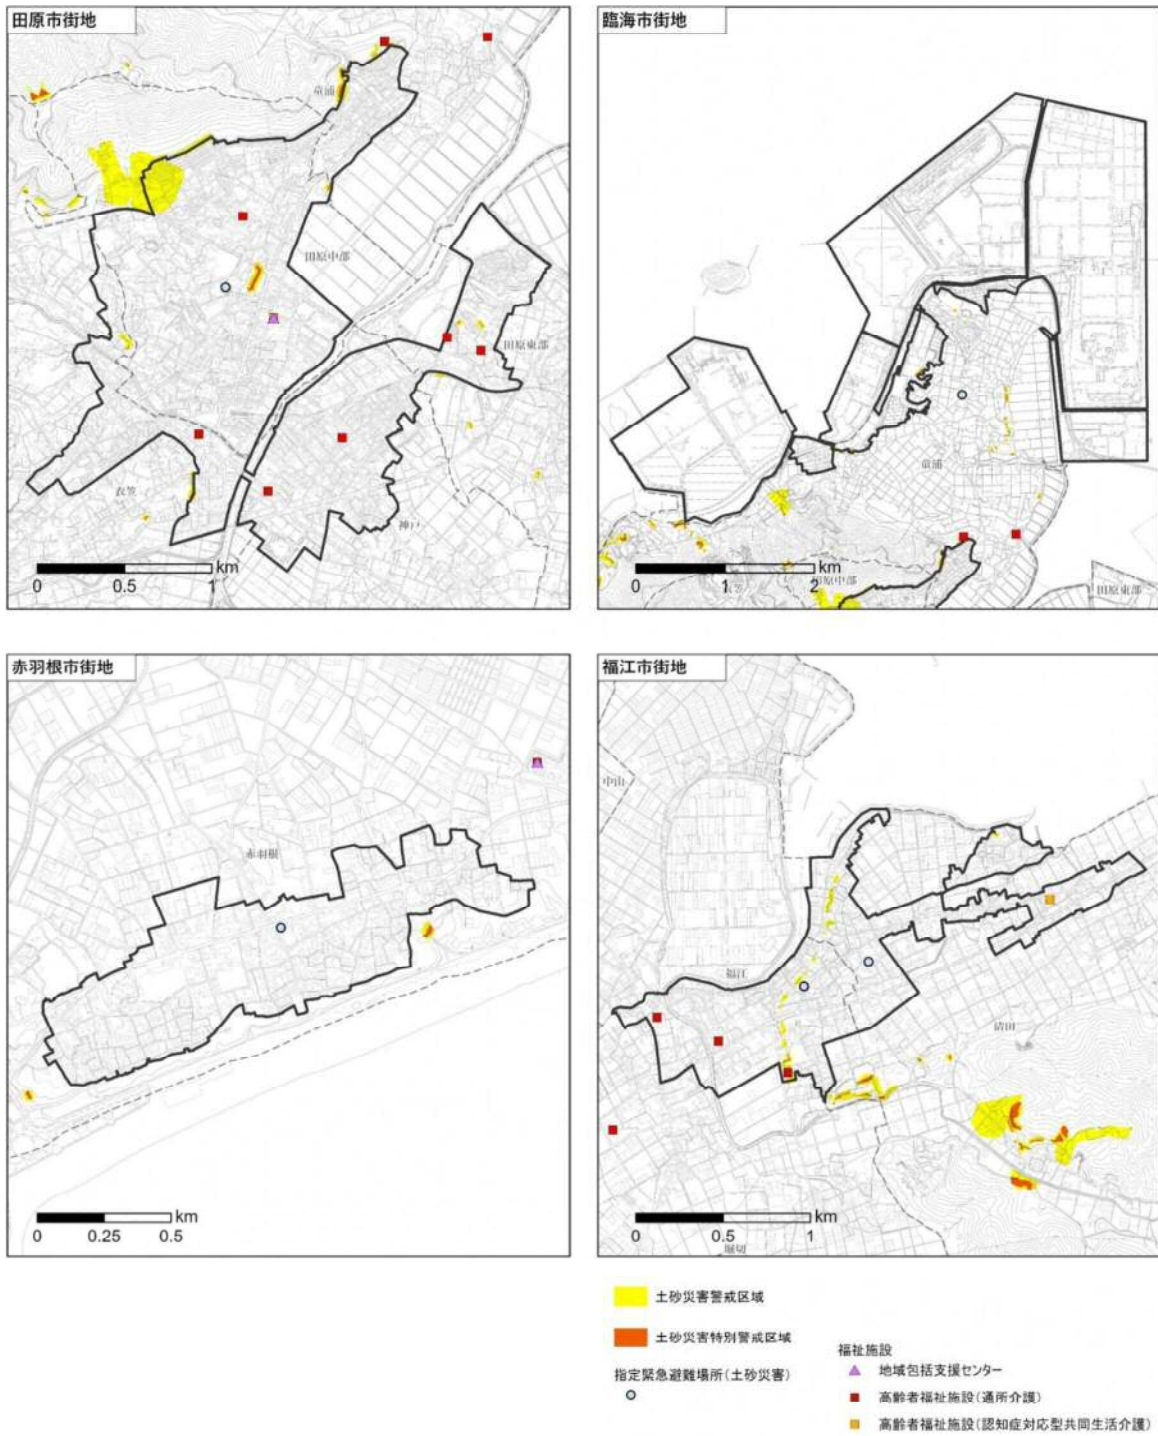 田原市街地
童浦
田原中部
田原東部
衣笠
神戸
km
0
0.5
1
臨海市街地
童浦
田原中部
衣笠
田原東部
km
0
1
2
赤羽根市街地
赤羽根
km
0
0.25
0.5
福江市街地
中山
福江
清田
堀切
km
0
0.5
1
土砂災害警戒区域
土砂災害特別警戒区域
指定緊急避難場所(土砂災害)
福祉施設
地域包括支援センター
高齢者福祉施設(通所介護)
高齢者福祉施設(認知症対応型共同生活介護)